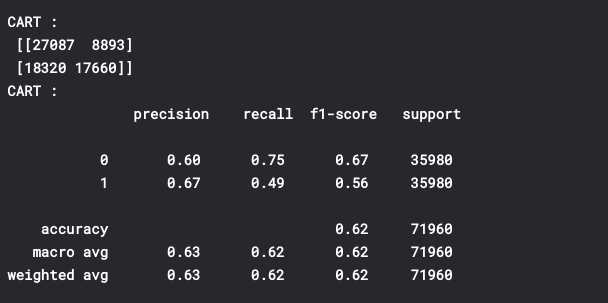 CART :
[[27087 8893]
[18320 17660]]
CART :
precision recall f1-score support
0 0.60 0.75 0.67 35980
1 0.67 0.49 0.56 35980
accuracy 0.62 71960
macro avg 0.63 0.62 0.62 71960
weighted avg 0.63 0.62 0.62 71960